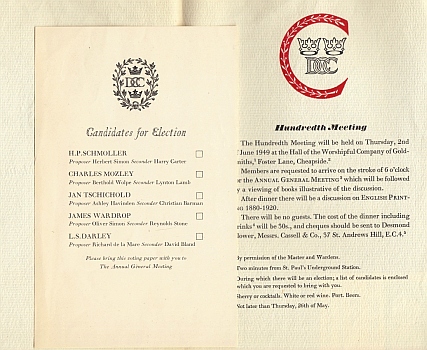 DCC
Candidates for Election
H.P. SCHMOLLER
Proposer Herbert Simon Seconder Harry Carter
CHARLES MOZLEY
Proposer Berthold Wolpe Seconder Lynton Lamb
JAN TSCHICHOLD
Proposer Ashley Havinden Seconder Christian Barman
JAMES WARDROP
Proposer Oliver Simon Seconder Reynolds Stone
L.S. DARLEY
Proposer Richard de la Mare Seconder David Bland
Please bring this voting paper with you to
The Annual General Meeting
DCC
Hundredth Meeting
The Hundredth Meeting will be held on Thursday, 2nd
June 1949 at the Hall of the Worshipful Company of Gold-
miths,¹ Foster Lane, Cheapside.²
Members are requested to arrive on the stroke of 6 o'clock
or the ANNUAL GENERAL MEETING³ which will be followed
y a viewing of books illustrative of the discussion.
After dinner there will be a discussion on ENGLISH PRINT-
1880-1920.
There will be no guests. The cost of the dinner including
rinks⁴ will be 50s., and cheques should be sent to Desmond
lower, Messrs. Cassell & Co., 37 St. Andrews Hill, E.C.4.⁵
By permission of the Master and Wardens.
Two minutes from St. Paul's Underground Station.
During which there will be an election; a list of candidates is enclosed
which you are requested to bring with you.
Sherry or cocktails. White or red wine. Port. Beers.
Not later than Thursday, 26th of May.